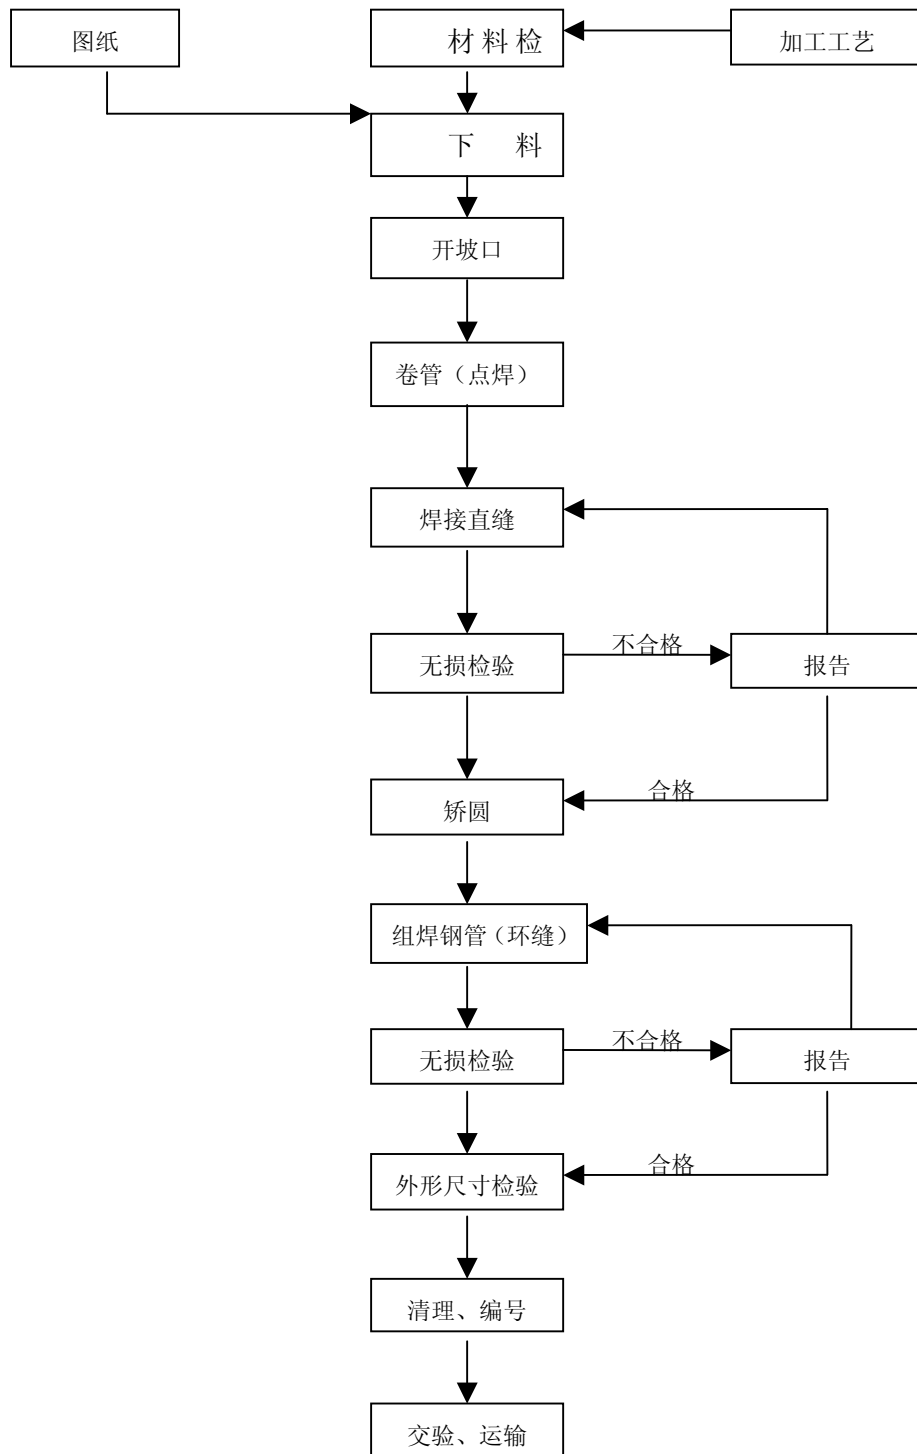 图纸
材 料 检
加工工艺
下 料
开坡口
卷管（点焊）
焊接直缝
无损检验
不合格
报告
合格
矫圆
组焊钢管（环缝）
无损检验
不合格
报告
合格
外形尺寸检验
清理、编号
交验、运输